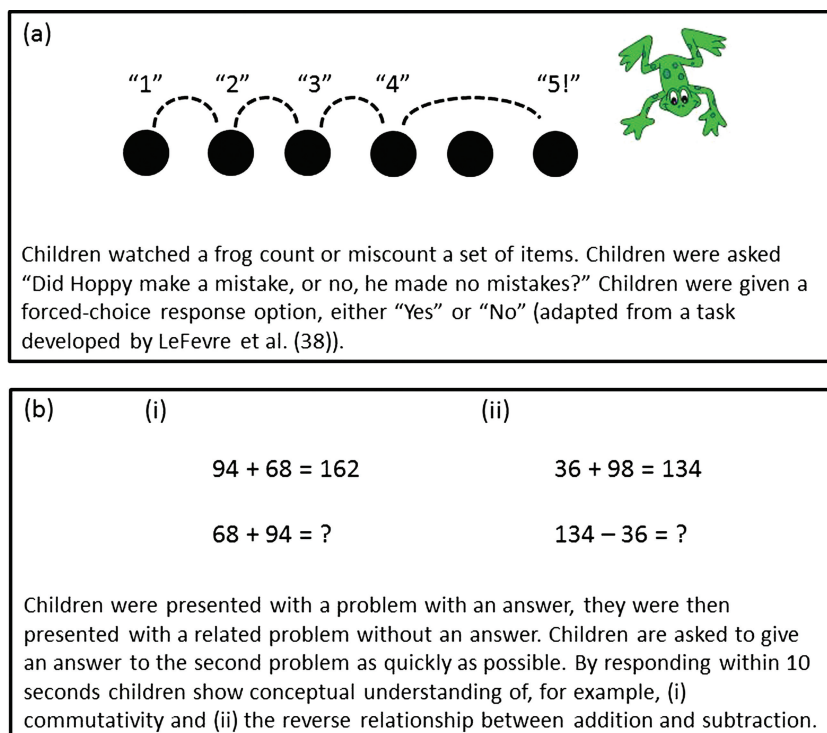 (a)
“1” “2” “3” “4” “5!”
Children watched a frog count or miscount a set of items. Children were asked
“Did Hoppy make a mistake, or no, he made no mistakes?” Children were given a
forced-choice response option, either “Yes” or “No” (adapted from a task
developed by LeFevre et al. (38)).
(b) (i) (ii)
94 + 68 = 162 36 + 98 = 134
68 + 94 = ? 134 – 36 = ?
Children were presented with a problem with an answer, they were then
presented with a related problem without an answer. Children are asked to give
an answer to the second problem as quickly as possible. By responding within 10
seconds children show conceptual understanding of, for example, (i)
commutativity and (ii) the reverse relationship between addition and subtraction.